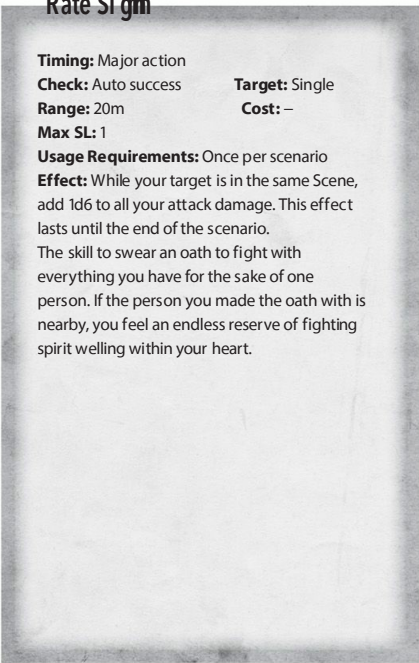 Timing: Major action
Check: Auto success Target: Single
Range: 20m Cost: –
Max SL: 1
Usage Requirements: Once per scenario
Effect: While your target is in the same Scene,
add 1d6 to all your attack damage. This effect
lasts until the end of the scenario.
The skill to swear an oath to fight with
everything you have for the sake of one
person. If the person you made the oath with is
nearby, you feel an endless reserve of fighting
spirit welling within your heart.